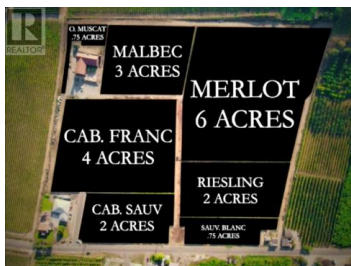 R
REALTOR®
O. MUSCAT
.75 ACRES
MALBEC
3 ACRES
MERLOT
6 ACRES
CAB. FRANC
4 ACRES
RIESLING
2 ACRES
CAB. SAUV
2 ACRES
SAUV. BLANC
.75 ACRES